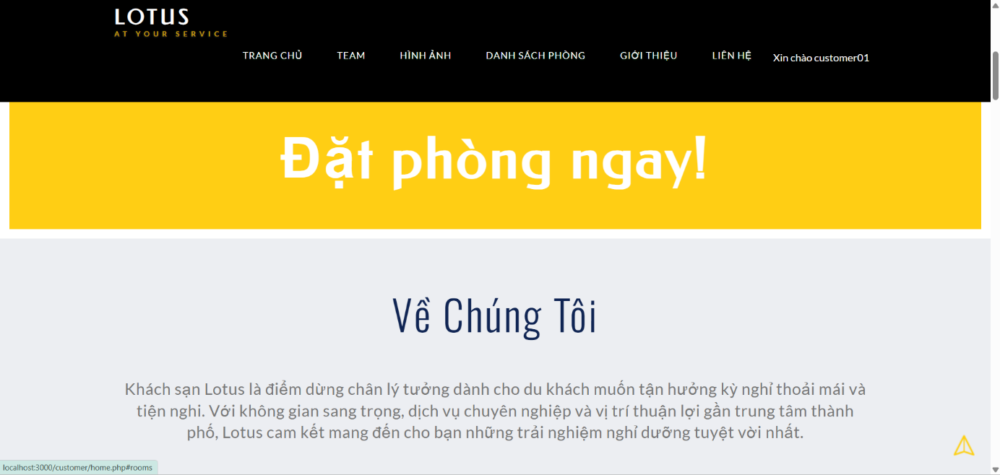 LOTUS
AT YOUR SERVICE
TRANG CHỦ TEAM HÌNH ẢNH DANH SÁCH PHÒNG GIỚI THIỆU LIÊN HỆ Xin chào customer01
Đặt phòng ngay!
Về Chúng Tôi
Khách sạn Lotus là điểm dừng chân lý tưởng dành cho du khách muốn tận hưởng kỳ nghỉ thoải mái và
tiện nghi. Với không gian sang trọng, dịch vụ chuyên nghiệp và vị trí thuận lợi gần trung tâm thành
phố, Lotus cam kết mang đến cho bạn những trải nghiệm nghỉ dưỡng tuyệt vời nhất.
localhost:3000/customer/home.php#rooms